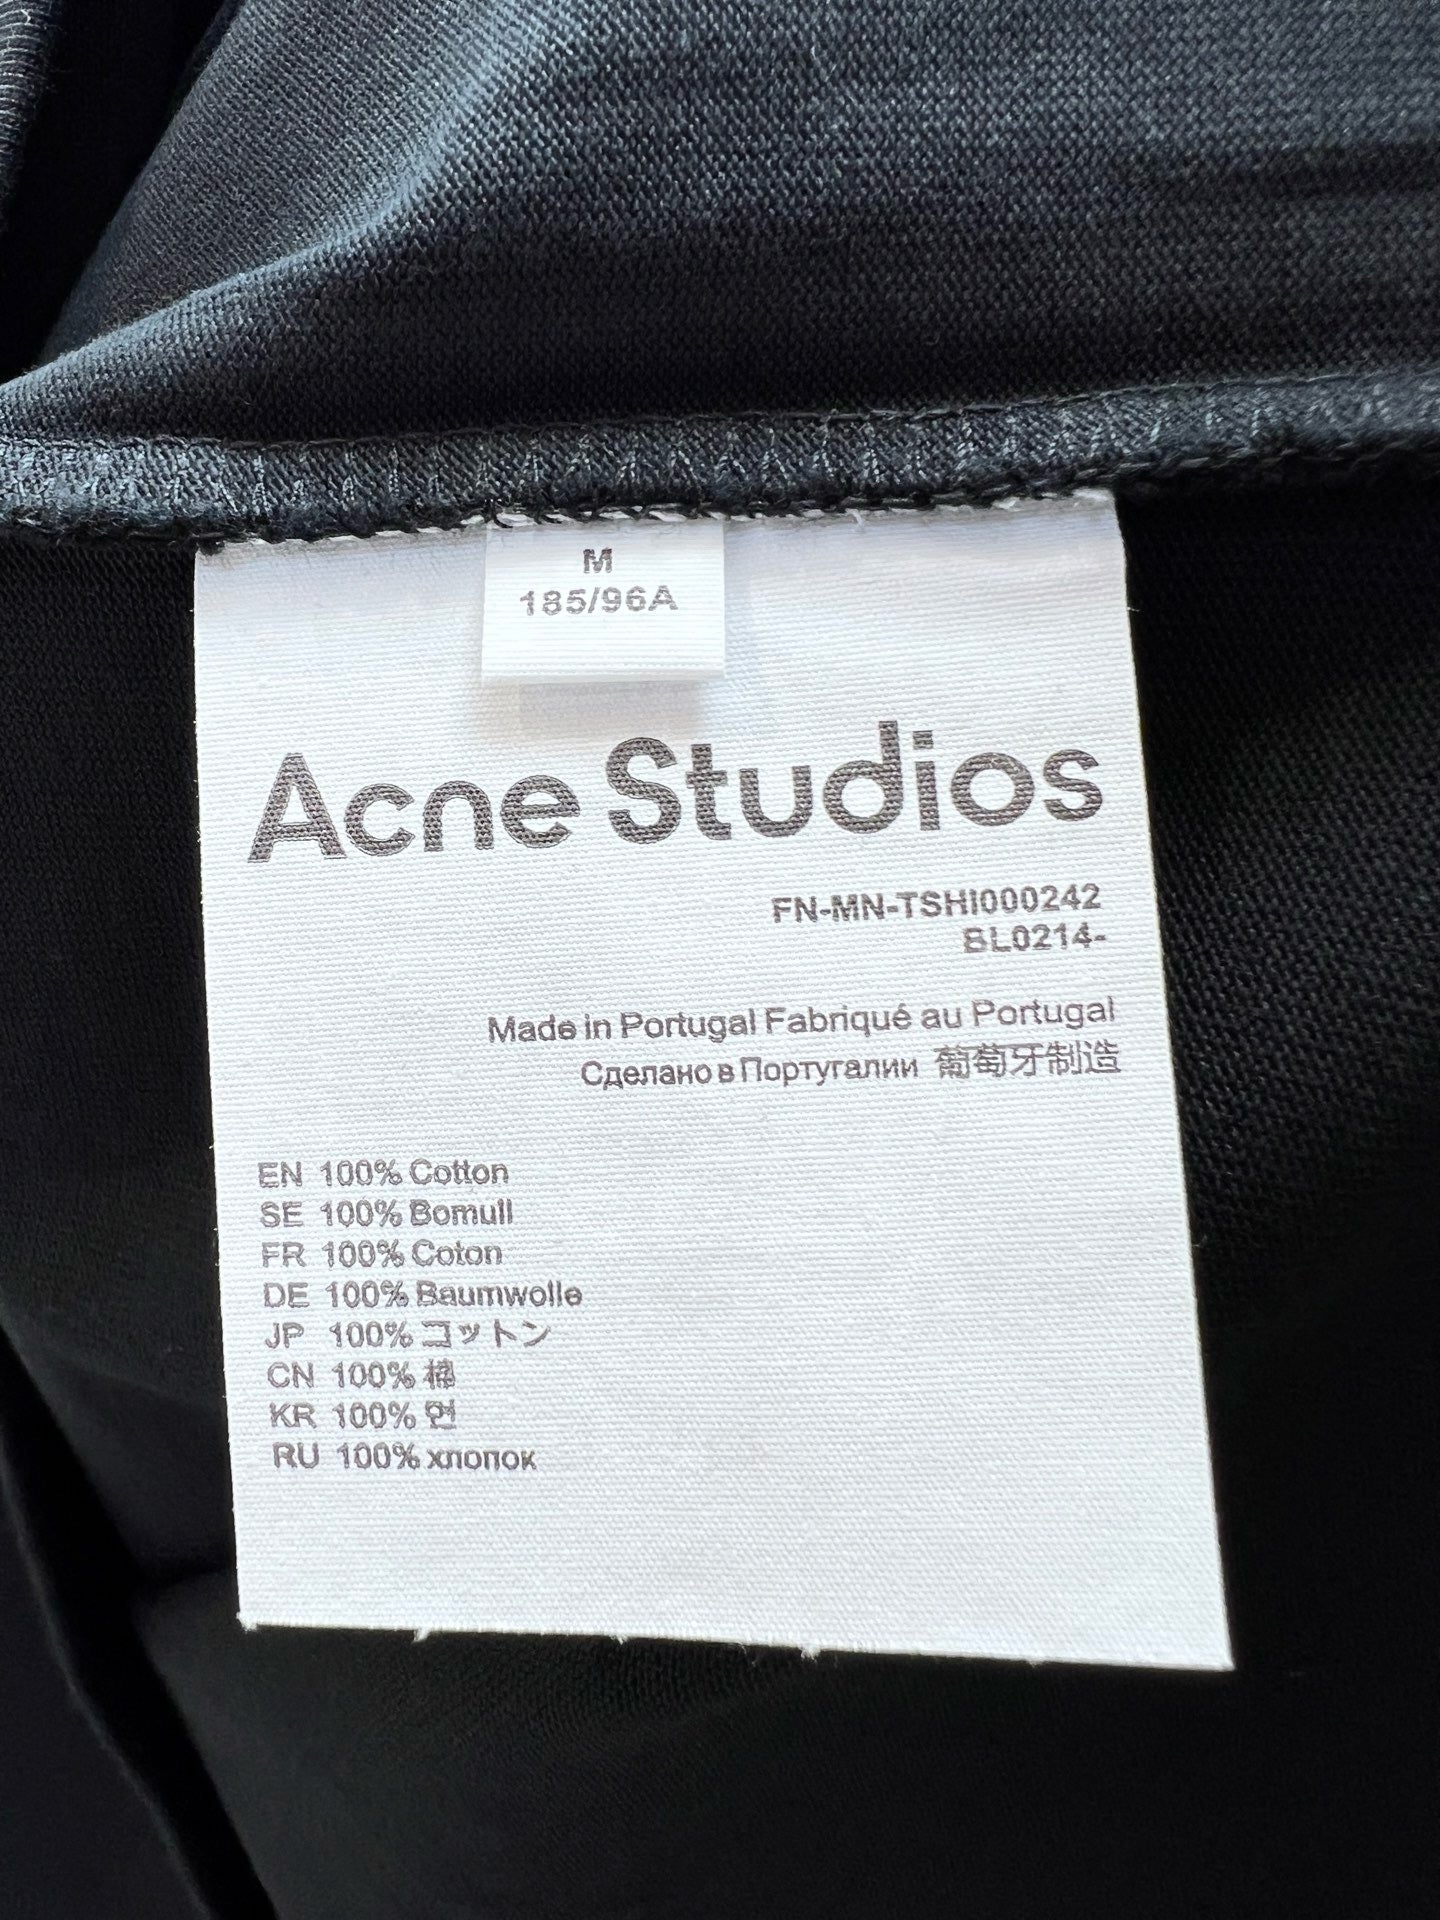 M
185/96A
Acne Studios
FN-MN-TSHI000242
BL0214-
Made in Portugal Fabriqué au Portugal
Сделано в Португалии 葡萄牙制造
EN 100% Cotton
SE 100% Bomull
FR 100% Coton
DE 100% Baumwolle
JP 100% コットン
CN 100% 棉
KR 100% 면
RU 100% хлопок